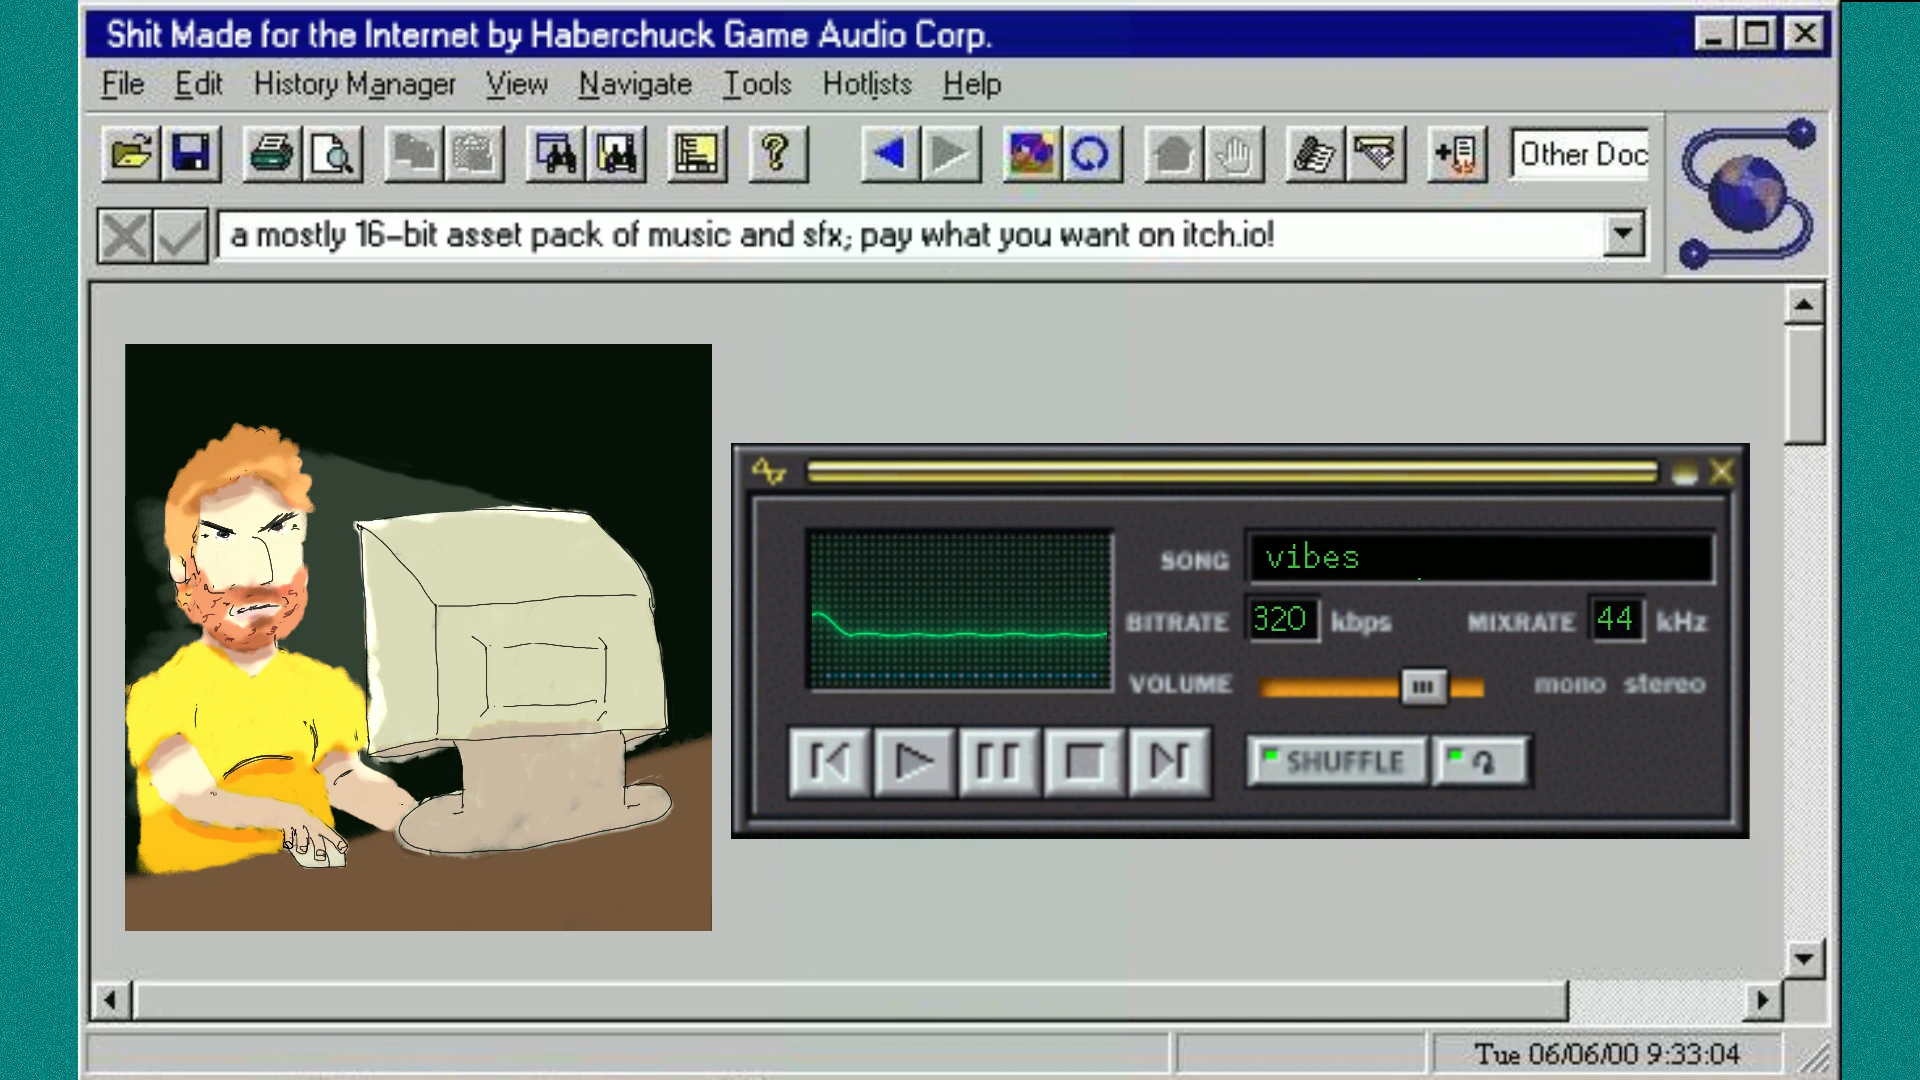 Shit Made for the Internet by Haberchuck Game Audio Corp.
File Edit History Manager View Navigate Tools Hotlists Help
Other Doc
a mostly 16-bit asset pack of music and sfx; pay what you want on itch.io!
SONG vibes
BITRATE 320 kbps MIXRATE 44 kHz
VOLUME mono stereo
SHUFFLE
Tue 06/06/00 9:33:04